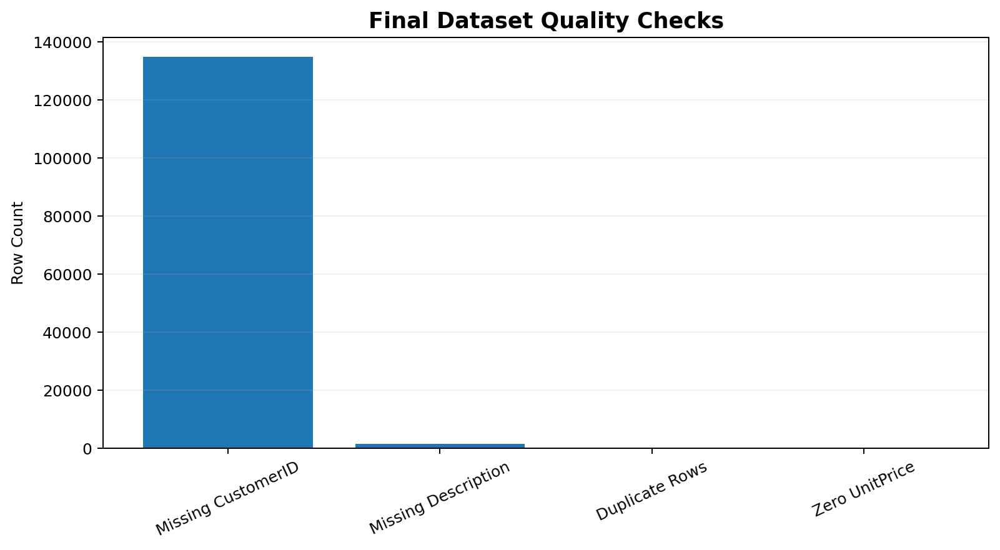 Final Dataset Quality Checks
140000
120000
100000
80000
60000
40000
20000
0
Row Count
Missing CustomerID
Missing Description
Duplicate Rows
Zero UnitPrice